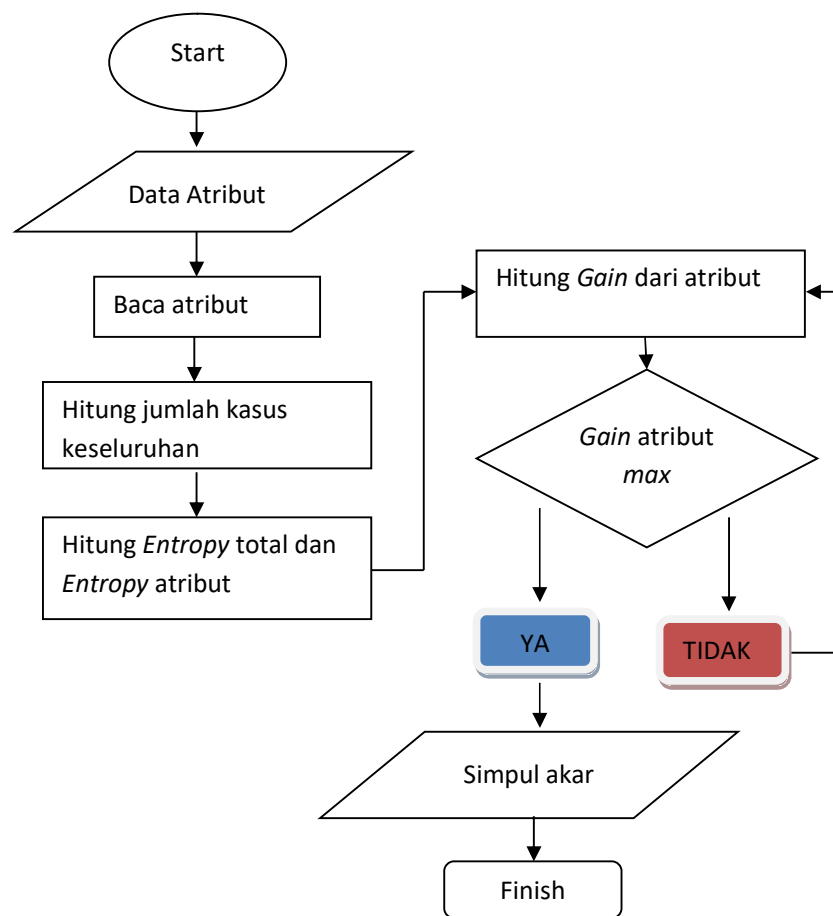 Start
Data Atribut
Baca atribut
Hitung jumlah kasus
keseluruhan
Hitung Entropy total dan
Entropy atribut
Hitung Gain dari atribut
Gain atribut
max
YA
TIDAK
Simpul akar
Finish